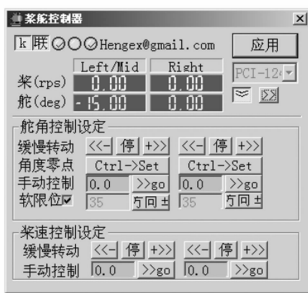 桨舵控制器
Hengex@gmail.com 应用
Left/Mid Right
PCI-12
桨(rps) 0.00 0.00
舵(deg) -15.00 0.00
舵角控制设定
缓慢转动 <<- 停 +>> <<- 停 +>>
角度零点 Ctrl->Set Ctrl->Set
手动控制 0.0 >>go 0.0 >>go
软限位 35 方向± 35 方向±
桨速控制设定
缓慢转动 <<- 停 +>> <<- 停 +>>
手动控制 0.0 >>go 0.0 >>go